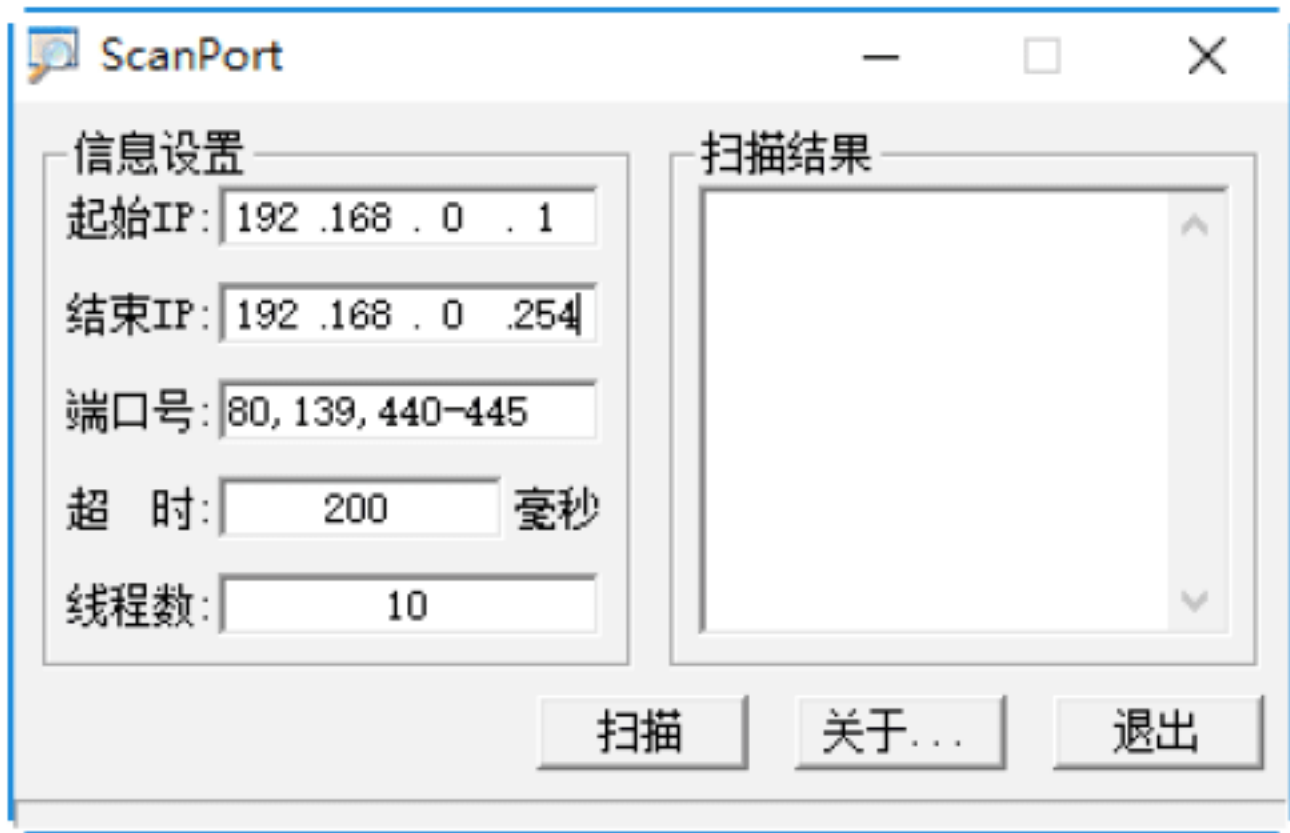 ScanPort
信息设置
起始IP: 192 .168 . 0 . 1
结束IP: 192 .168 . 0 .254
端口号: 80,139,440-445
超 时: 200 毫秒
线程数: 10
扫描结果
扫描 关于... 退出